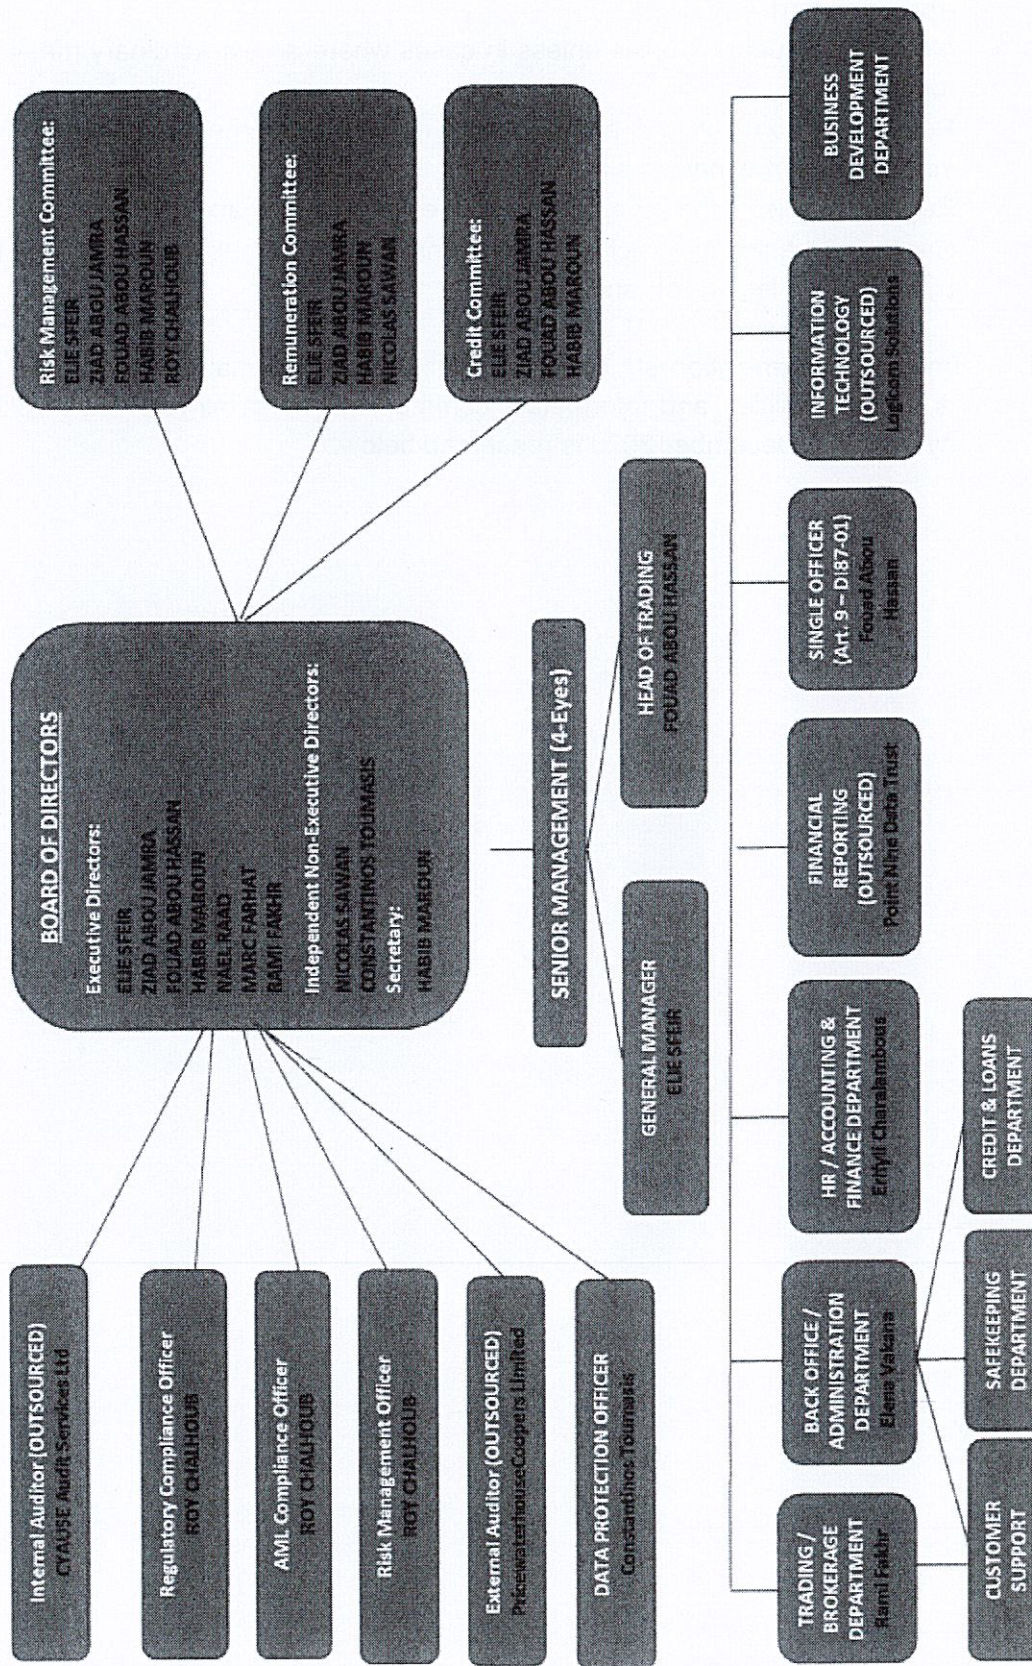 BOARD OF DIRECTORS
Executive Directors:
ELIE SFEIR
ZIAD ABOU JAMRA
FOUAD ABOU HASSAN
HABIB MAROUN
NAEL RAAD
MARC FARHAT
RAMI FAKHR
Independent Non-Executive Directors:
NICOLAS SAWAN
CONSTANTINOS TOUMASIS
Secretary:
HABIB MAROUN
Internal Auditor (OUTSOURCED)
CYAUSE Audit Services Ltd
Regulatory Compliance Officer
ROY CHALHOUB
AML Compliance Officer
ROY CHALHOUB
Risk Management Officer
ROY CHALHOUB
External Auditor (OUTSOURCED)
PricewaterhouseCoopers Limited
DATA PROTECTION OFFICER
Constantinos Toumasis
Risk Management Committee:
ELIE SFEIR
ZIAD ABOU JAMRA
FOUAD ABOU HASSAN
HABIB MAROUN
ROY CHALHOUB
Remuneration Committee:
ELIE SFEIR
ZIAD ABOU JAMRA
HABIB MAROUN
NICOLAS SAWAN
Credit Committee:
ELIE SFEIR
ZIAD ABOU JAMRA
FOUAD ABOU HASSAN
HABIB MAROUN
SENIOR MANAGEMENT (4-Eyes)
GENERAL MANAGER
ELIE SFEIR
HEAD OF TRADING
FOUAD ABOU HASSAN
TRADING /
BROKERAGE
DEPARTMENT
Rami Fakhr
BACK OFFICE /
ADMINISTRATION
DEPARTMENT
Elena Vakana
HR / ACCOUNTING &
FINANCE DEPARTMENT
Erifyli Charalambous
FINANCIAL
REPORTING
(OUTSOURCED)
Point Nine Data Trust
SINGLE OFFICER
(Art. 9 – DI87-01)
Fouad Abou
Hassan
INFORMATION
TECHNOLOGY
(OUTSOURCED)
Logicom Solutions
BUSINESS
DEVELOPMENT
DEPARTMENT
CUSTOMER
SUPPORT
SAFEKEEPING
DEPARTMENT
CREDIT & LOANS
DEPARTMENT